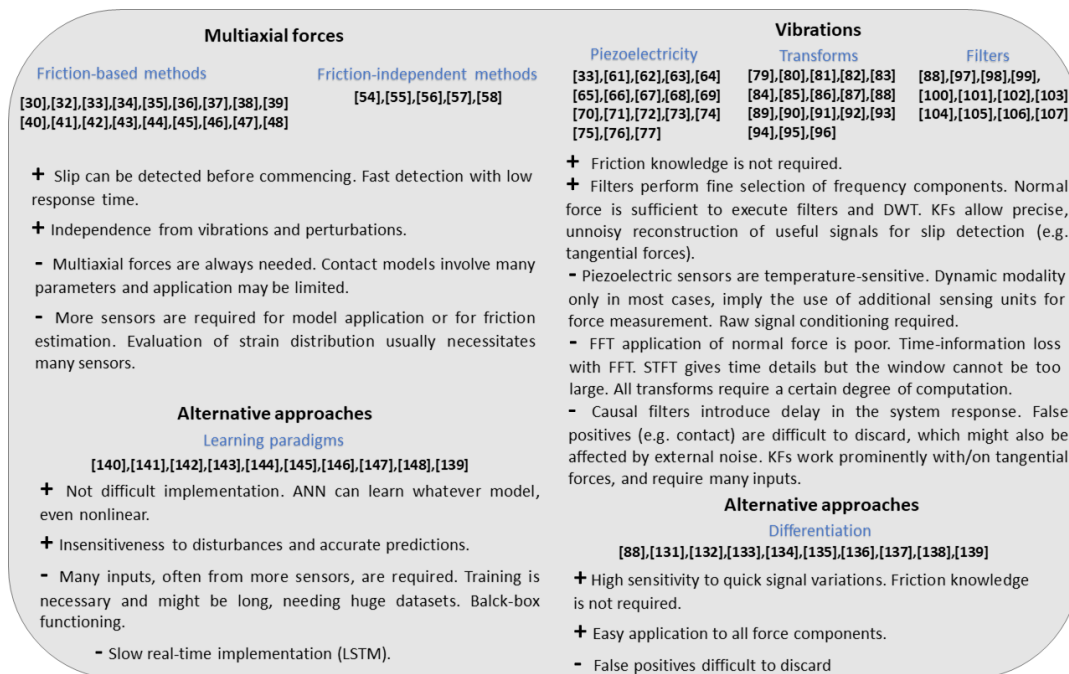 Multiaxial forces
Friction-based methods
Friction-independent methods
[30],[32],[33],[34],[35],[36],[37],[38],[39]
[40],[41],[42],[43],[44],[45],[46],[47],[48]
[54],[55],[56],[57],[58]
+ Slip can be detected before commencing. Fast detection with low
response time.
+ Independence from vibrations and perturbations.
- Multiaxial forces are always needed. Contact models involve many
parameters and application may be limited.
- More sensors are required for model application or for friction
estimation. Evaluation of strain distribution usually necessitates
many sensors.
Alternative approaches
Learning paradigms
[140],[141],[142],[143],[144],[145],[146],[147],[148],[139]
+ Not difficult implementation. ANN can learn whatever model,
even nonlinear.
+ Insensitiveness to disturbances and accurate predictions.
- Many inputs, often from more sensors, are required. Training is
necessary and might be long, needing huge datasets. Balck-box
functioning.
- Slow real-time implementation (LSTM).
Vibrations
Piezoelectricity
[33],[61],[62],[63],[64]
[65],[66],[67],[68],[69]
[70],[71],[72],[73],[74]
[75],[76],[77]
Transforms
[79],[80],[81],[82],[83]
[84],[85],[86],[87],[88]
[89],[90],[91],[92],[93]
[94],[95],[96]
Filters
[88],[97],[98],[99],
[100],[101],[102],[103]
[104],[105],[106],[107]
+ Friction knowledge is not required.
+ Filters perform fine selection of frequency components. Normal
force is sufficient to execute filters and DWT. KFs allow precise,
unnoisy reconstruction of useful signals for slip detection (e.g.
tangential forces).
- Piezoelectric sensors are temperature-sensitive. Dynamic modality
only in most cases, imply the use of additional sensing units for
force measurement. Raw signal conditioning required.
- FFT application of normal force is poor. Time-information loss
with FFT. STFT gives time details but the window cannot be too
large. All transforms require a certain degree of computation.
- Causal filters introduce delay in the system response. False
positives (e.g. contact) are difficult to discard, which might also be
affected by external noise. KFs work prominently with/on tangential
forces, and require many inputs.
Alternative approaches
Differentiation
[88],[131],[132],[133],[134],[135],[136],[137],[138],[139]
+ High sensitivity to quick signal variations. Friction knowledge
is not required.
+ Easy application to all force components.
- False positives difficult to discard